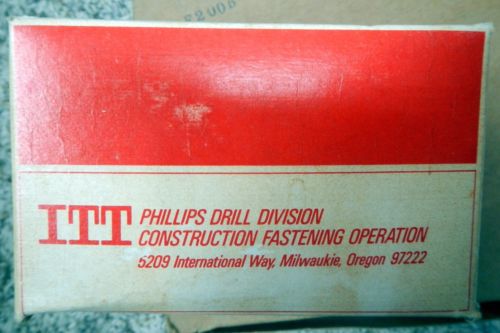 ITT PHILLIPS DRILL DIVISION
CONSTRUCTION FASTENING OPERATION
5209 International Way, Milwaukie, Oregon 97222